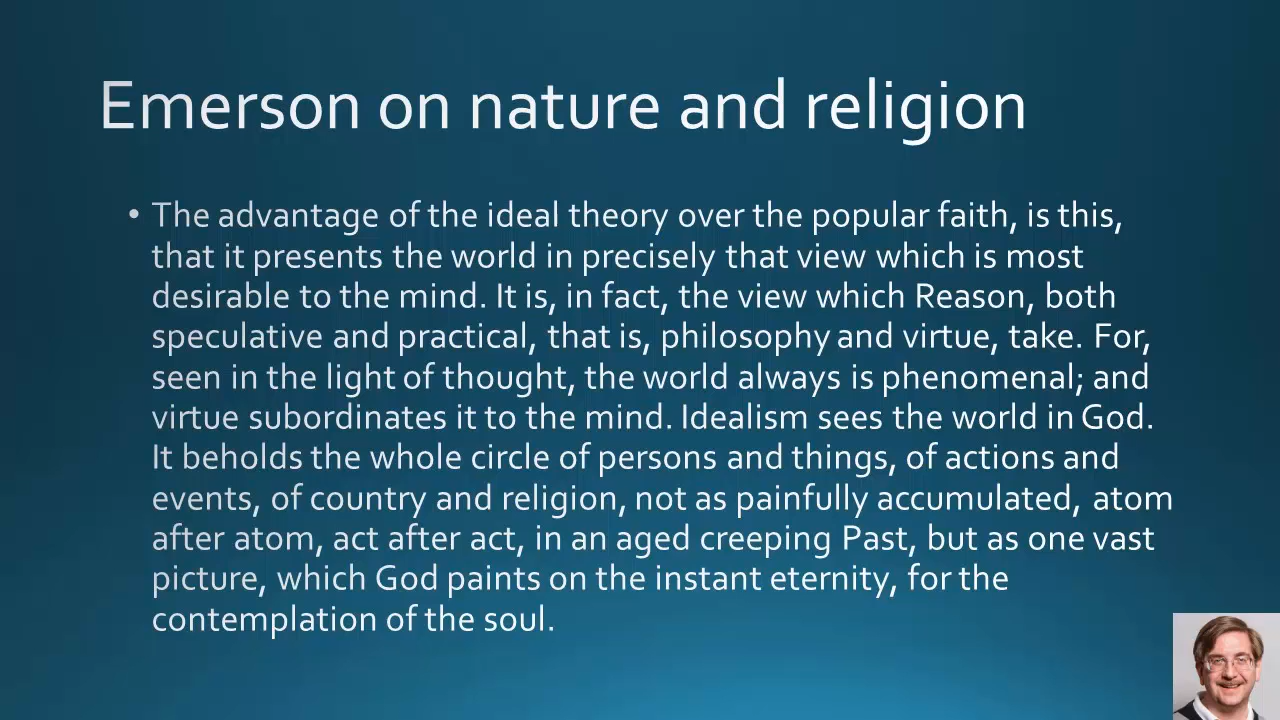 Emerson on nature and religion
• The advantage of the ideal theory over the popular faith, is this,
that it presents the world in precisely that view which is most
desirable to the mind. It is, in fact, the view which Reason, both
speculative and practical, that is, philosophy and virtue, take. For,
seen in the light of thought, the world always is phenomenal; and
virtue subordinates it to the mind. Idealism sees the world in God.
It beholds the whole circle of persons and things, of actions and
events, of country and religion, not as painfully accumulated, atom
after atom, act after act, in an aged creeping Past, but as one vast
picture, which God paints on the instant eternity, for the
contemplation of the soul.